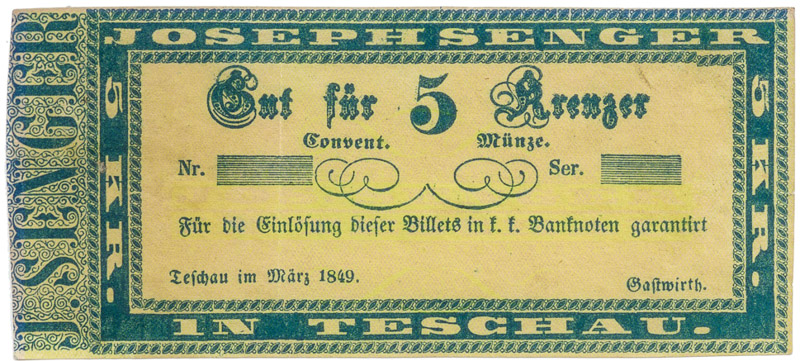 J. SENGER
JOSEPH SENGER
5 KR.
Gut für 5 Kreuzer
Convent. Münze.
Nr. Ser.
Für die Einlösung dieser Billets in k. k. Banknoten garantirt
Teschau im März 1849.
Gastwirth.
5 KR.
IN TESCHAU.